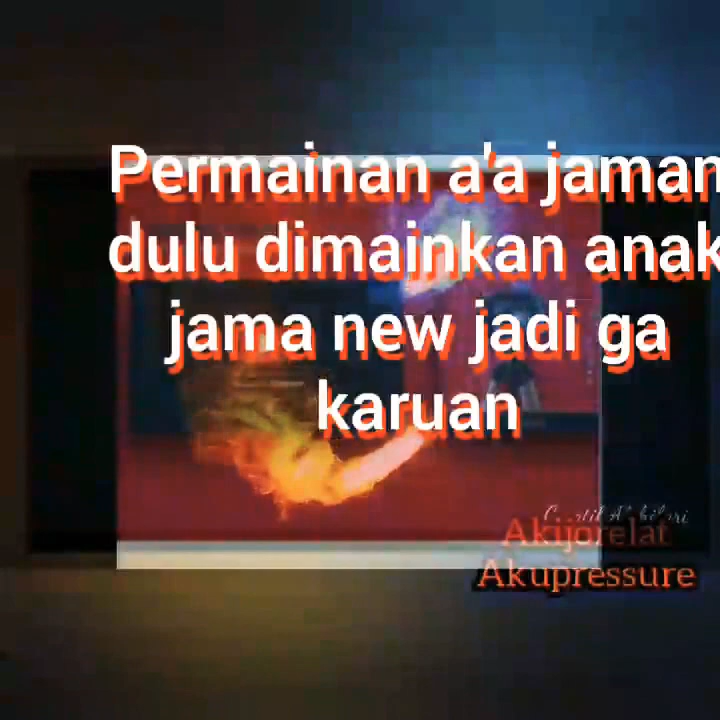 Permainan a'a jaman
dulu dimainkan anak
jama new jadi ga
karuan
Akijorelat
Akupressure